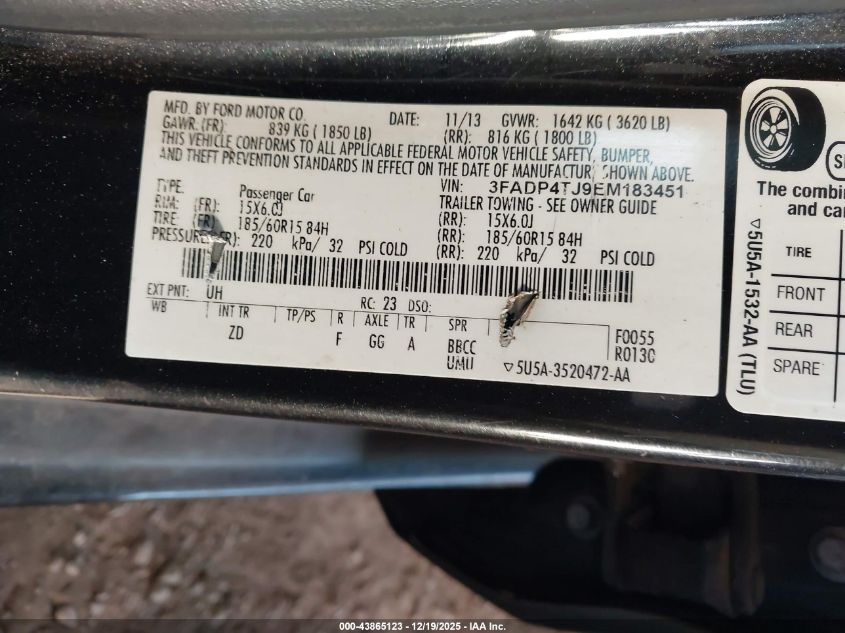 MFD. BY FORD MOTOR CO.
DATE: 11/13 GVWR: 1642 KG ( 3620 LB)
GAWR: (FR): 839 KG ( 1850 LB) (RR): 816 KG ( 1800 LB)
THIS VEHICLE CONFORMS TO ALL APPLICABLE FEDERAL MOTOR VEHICLE SAFETY, BUMPER,
AND THEFT PREVENTION STANDARDS IN EFFECT ON THE DATE OF MANUFACTURE SHOWN ABOVE.
VIN: 3FADP4TJ9EM183451
TYPE: Passenger Car TRAILER TOWING - SEE OWNER GUIDE
RIM: (FR): 15X6.0J (RR): 15X6.0J
TIRE: (FR): 185/60R15 84H (RR): 185/60R15 84H
PRESSURE: (FR): 220 kPa/ 32 PSI COLD (RR): 220 kPa/ 32 PSI COLD
EXT PNT: UH RC: 23 DSO:
WB INT TR TP/PS R AXLE TR SPR F0055
ZD F GG A BBCC R0130
UMU ▽5U5A-3520472-AA
▽5U5A-1532-AA (TLU)
The combin
and car
TIRE
FRONT
REAR
SPARE
000-43865123 - 12/19/2025 - IAA Inc.